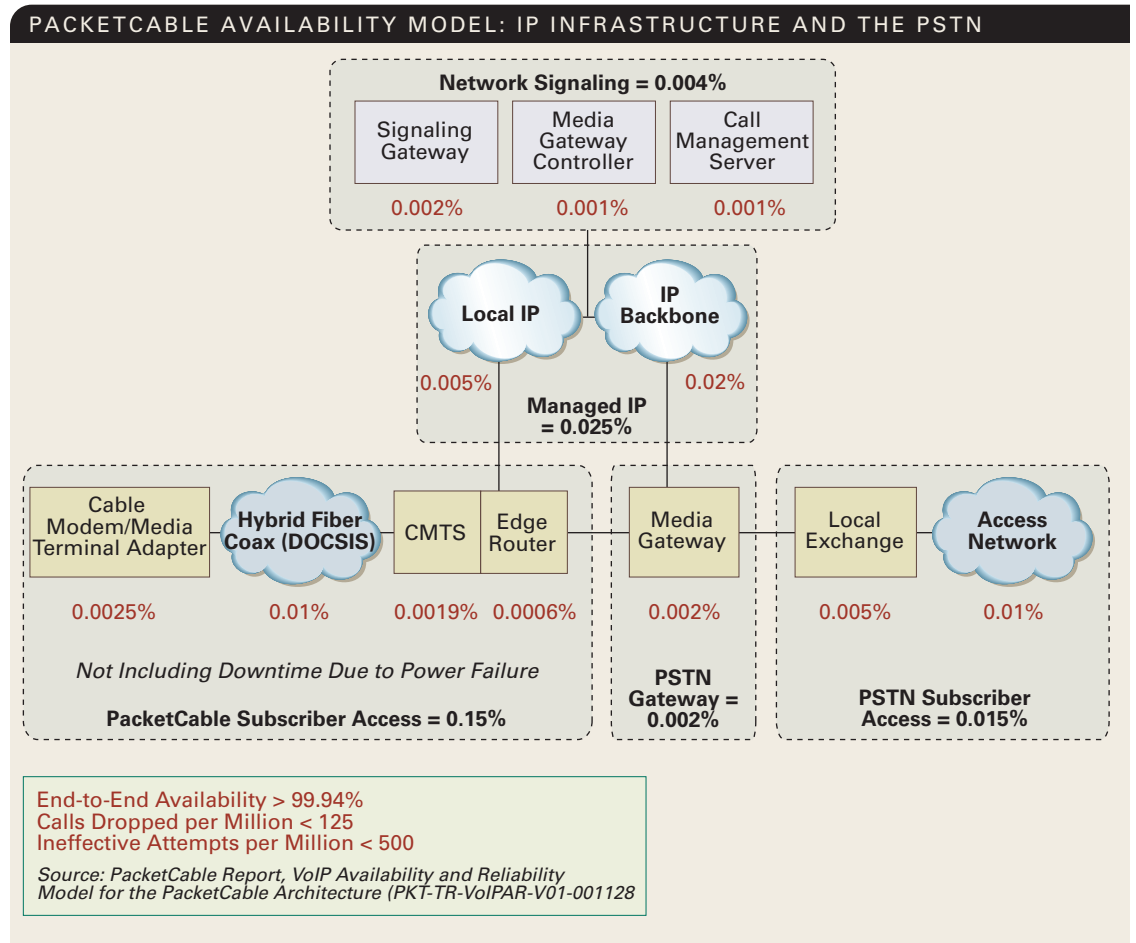 PACKETCABLE AVAILABILITY MODEL: IP INFRASTRUCTURE AND THE PSTN
Network Signaling = 0.004%
Signaling
Gateway
Media
Gateway
Controller
Call
Management
Server
0.002%
0.001%
0.001%
Local IP
IP
Backbone
0.005%
0.02%
Managed IP
= 0.025%
Cable
Modem/Media
Terminal Adapter
Hybrid Fiber
Coax (DOCSIS)
CMTS
Edge
Router
Media
Gateway
Local
Exchange
Access
Network
0.0025%
0.01%
0.0019%
0.0006%
0.002%
0.005%
0.01%
Not Including Downtime Due to Power Failure
PacketCable Subscriber Access = 0.15%
PSTN
Gateway =
0.002%
PSTN Subscriber
Access = 0.015%
End-to-End Availability > 99.94%
Calls Dropped per Million < 125
Ineffective Attempts per Million < 500
Source: PacketCable Report, VoIP Availability and Reliability
Model for the PacketCable Architecture (PKT-TR-VoIPAR-V01-001128